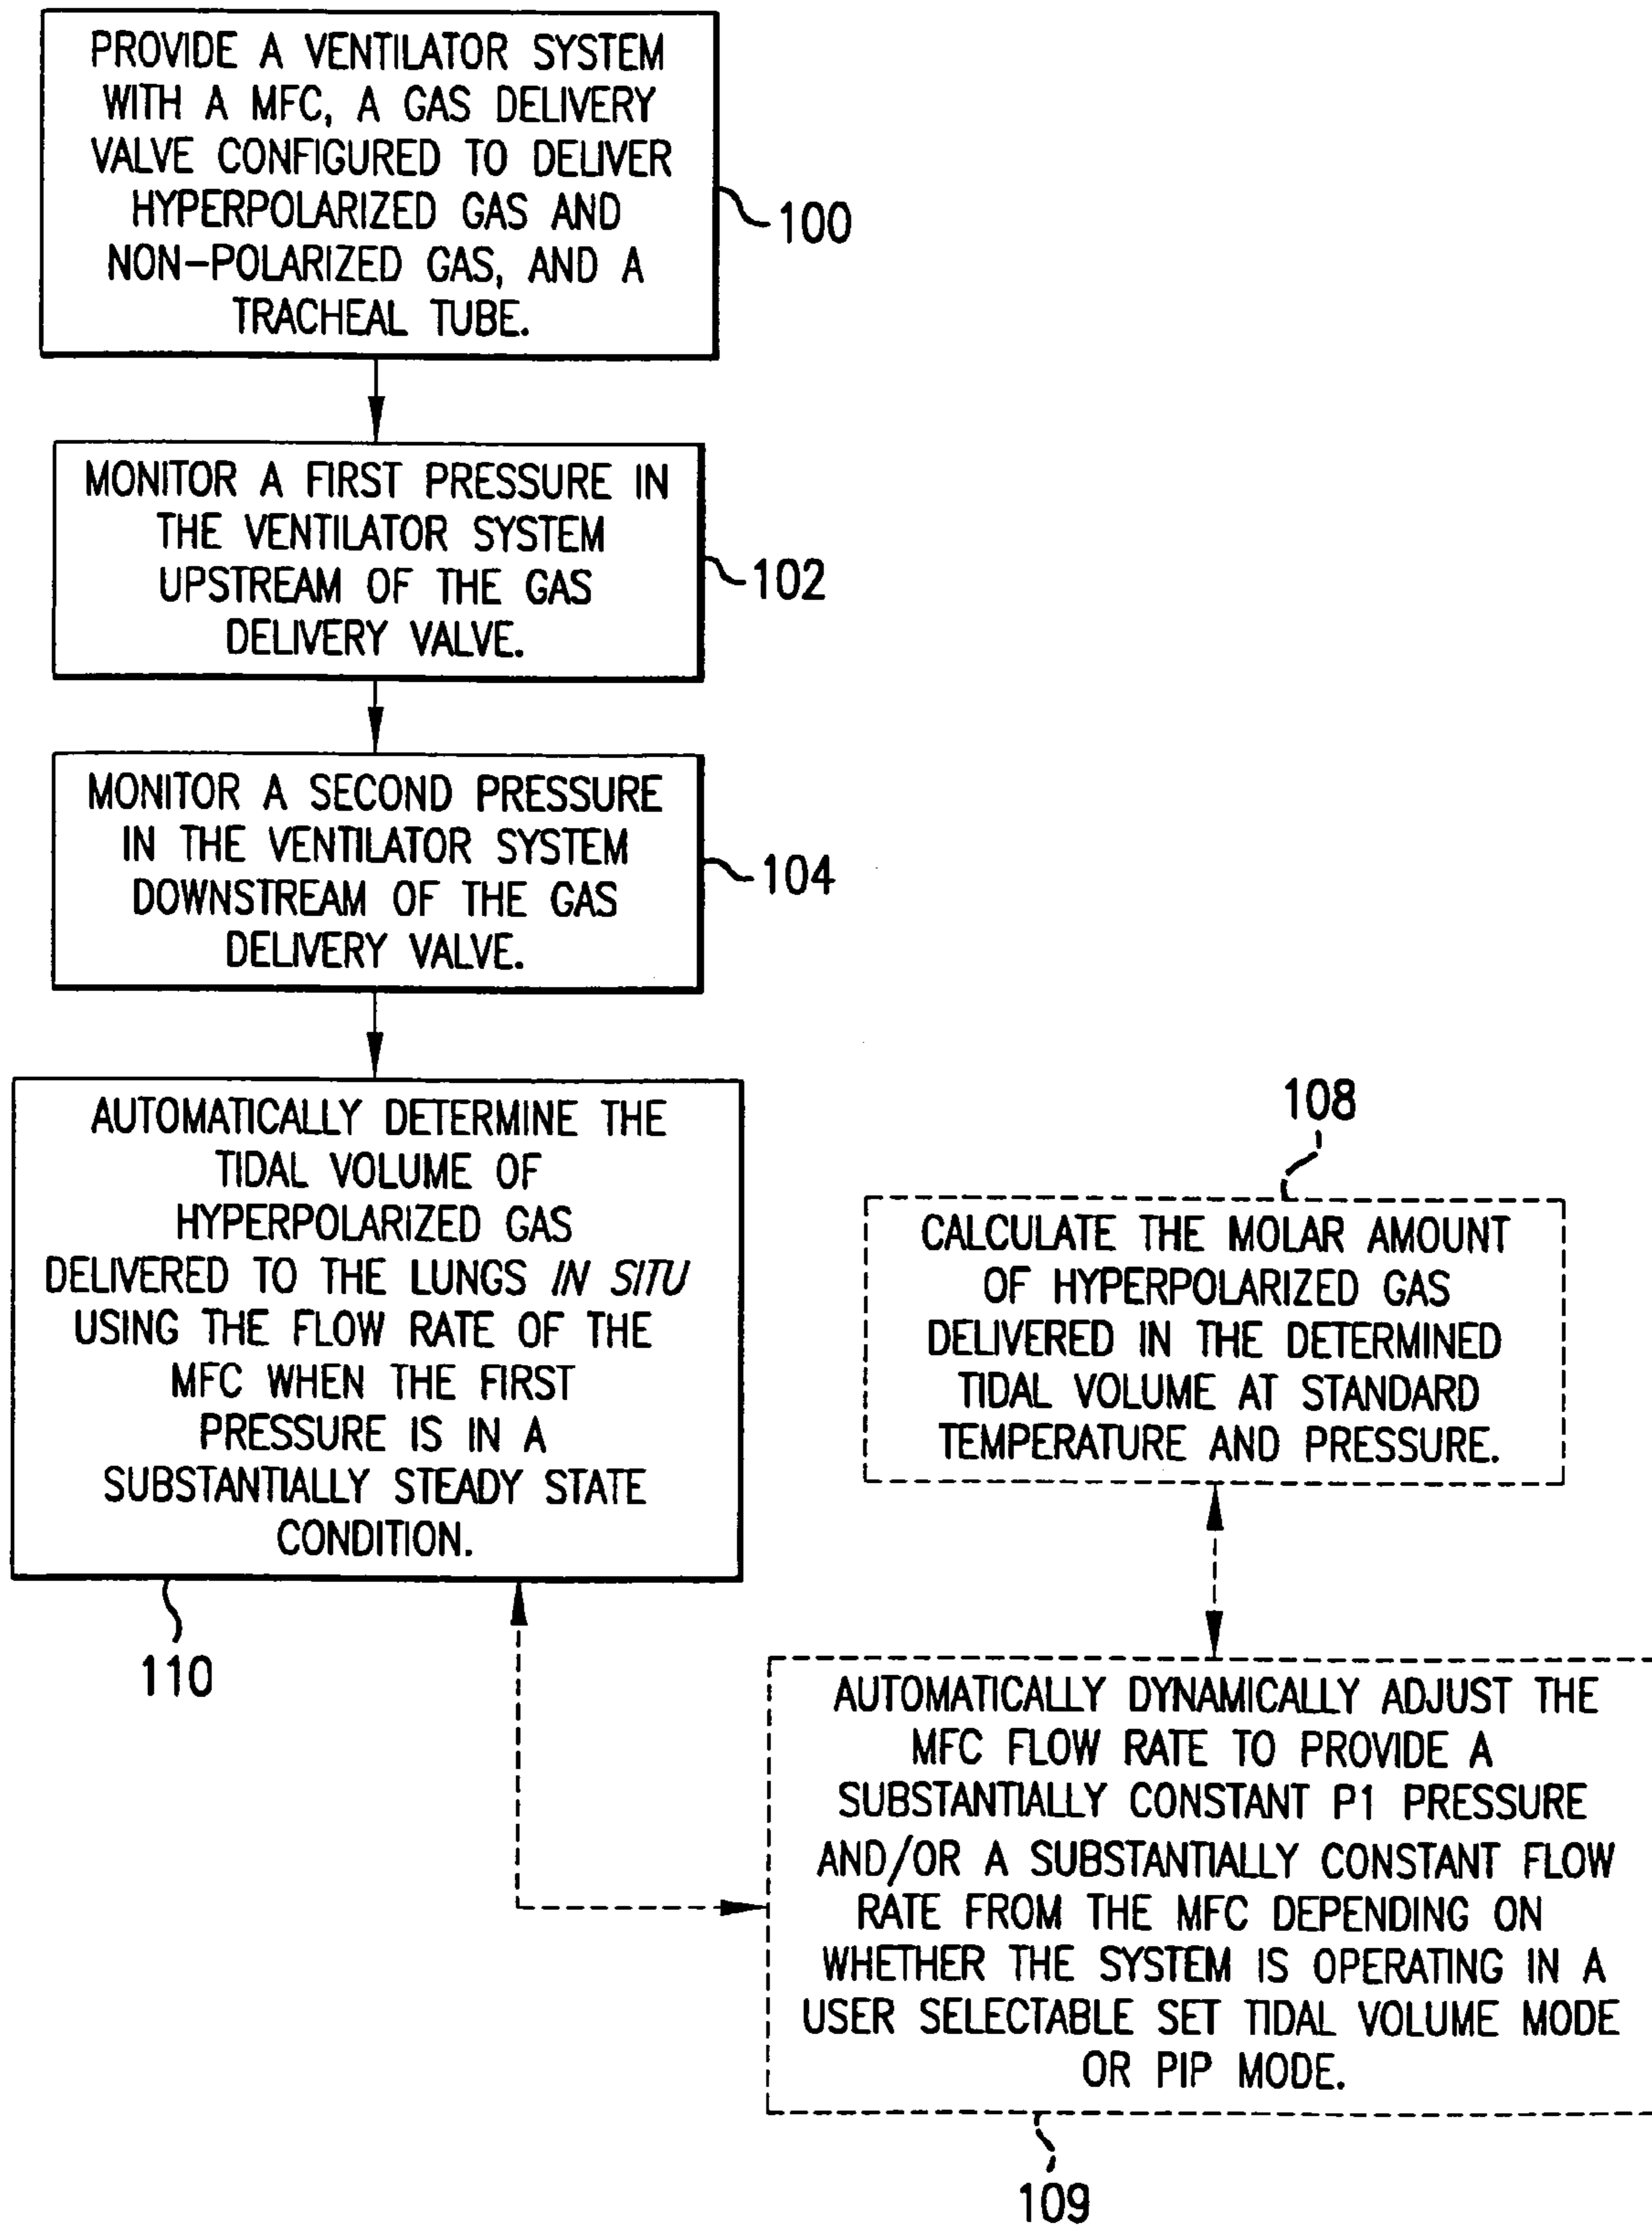 PROVIDE A VENTILATOR SYSTEM
WITH A MFC, A GAS DELIVERY
VALVE CONFIGURED TO DELIVER
HYPERPOLARIZED GAS AND
NON-POLARIZED GAS, AND A
TRACHEAL TUBE.
100
MONITOR A FIRST PRESSURE IN
THE VENTILATOR SYSTEM
UPSTREAM OF THE GAS
DELIVERY VALVE.
102
MONITOR A SECOND PRESSURE
IN THE VENTILATOR SYSTEM
DOWNSTREAM OF THE GAS
DELIVERY VALVE.
104
AUTOMATICALLY DETERMINE THE
TIDAL VOLUME OF
HYPERPOLARIZED GAS
DELIVERED TO THE LUNGS IN SITU
USING THE FLOW RATE OF THE
MFC WHEN THE FIRST
PRESSURE IS IN A
SUBSTANTIALLY STEADY STATE
CONDITION.
110
108
CALCULATE THE MOLAR AMOUNT
OF HYPERPOLARIZED GAS
DELIVERED IN THE DETERMINED
TIDAL VOLUME AT STANDARD
TEMPERATURE AND PRESSURE.
AUTOMATICALLY DYNAMICALLY ADJUST THE
MFC FLOW RATE TO PROVIDE A
SUBSTANTIALLY CONSTANT P1 PRESSURE
AND/OR A SUBSTANTIALLY CONSTANT FLOW
RATE FROM THE MFC DEPENDING ON
WHETHER THE SYSTEM IS OPERATING IN A
USER SELECTABLE SET TIDAL VOLUME MODE
OR PIP MODE.
109